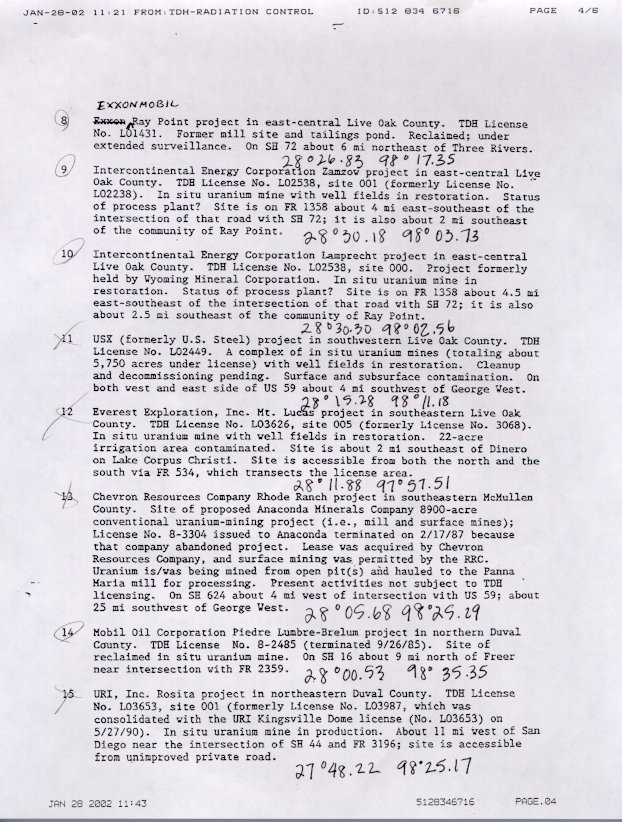 JAN-28-02 11:21 FROM:TDH-RADIATION CONTROL ID:512 834 6716 PAGE 4/6
EXXONMOBIL
8 Exxon Ray Point project in east-central Live Oak County. TDH License
No. L01431. Former mill site and tailings pond. Reclaimed; under
extended surveillance. On SH 72 about 6 mi northeast of Three Rivers.
28°26.83 98°17.35
9 Intercontinental Energy Corporation Zamzow project in east-central Live
Oak County. TDH License No. L02538, site 001 (formerly License No.
L02238). In situ uranium mine with well fields in restoration. Status
of process plant? Site is on FR 1358 about 4 mi east-southeast of the
intersection of that road with SH 72; it is also about 2 mi southeast
of the community of Ray Point. 28°30.18 98°03.73
10 Intercontinental Energy Corporation Lamprecht project in east-central
Live Oak County. TDH License No. L02538, site 000. Project formerly
held by Wyoming Mineral Corporation. In situ uranium mine in
restoration. Status of process plant? Site is on FR 1358 about 4.5 mi
east-southeast of the intersection of that road with SH 72; it is also
about 2.5 mi southeast of the community of Ray Point.
28°30.30 98°02.56
11 USX (formerly U.S. Steel) project in southwestern Live Oak County. TDH
License No. L02449. A complex of in situ uranium mines (totaling about
5,750 acres under license) with well fields in restoration. Cleanup
and decommissioning pending. Surface and subsurface contamination. On
both west and east side of US 59 about 4 mi southwest of George West.
28°15.28 98°11.18
12 Everest Exploration, Inc. Mt. Lucas project in southeastern Live Oak
County. TDH License No. L03626, site 005 (formerly License No. 3068).
In situ uranium mine with well fields in restoration. 22-acre
irrigation area contaminated. Site is about 2 mi southeast of Dinero
on Lake Corpus Christi. Site is accessible from both the north and the
south via FR 534, which transects the license area.
28°11.88 97°57.51
13 Chevron Resources Company Rhode Ranch project in southeastern McMullen
County. Site of proposed Anaconda Minerals Company 8900-acre
conventional uranium-mining project (i.e., mill and surface mines);
License No. 8-3304 issued to Anaconda terminated on 2/17/87 because
that company abandoned project. Lease was acquired by Chevron
Resources Company, and surface mining was permitted by the RRC.
Uranium is/was being mined from open pit(s) and hauled to the Panna
Maria mill for processing. Present activities not subject to TDH
licensing. On SH 624 about 4 mi west of intersection with US 59; about
25 mi southwest of George West. 28°05.68 98°25.29
14 Mobil Oil Corporation Piedre Lumbre-Brelum project in northern Duval
County. TDH License No. 8-2485 (terminated 9/26/85). Site of
reclaimed in situ uranium mine. On SH 16 about 9 mi north of Freer
near intersection with FR 2359. 28°00.53 98°35.35
15 URI, Inc. Rosita project in northeastern Duval County. TDH License
No. L03653, site 001 (formerly L03987, which was
consolidated with the URI Kingsville Dome license (No. L03653) on
5/27/90). In situ uranium mine in production. About 11 mi west of San
Diego near the intersection of SH 44 and FR 3196; site is accessible
from unimproved private road.
27°48.22 98°25.17
JAN 28 2002 11:43 5128346716 PAGE.04